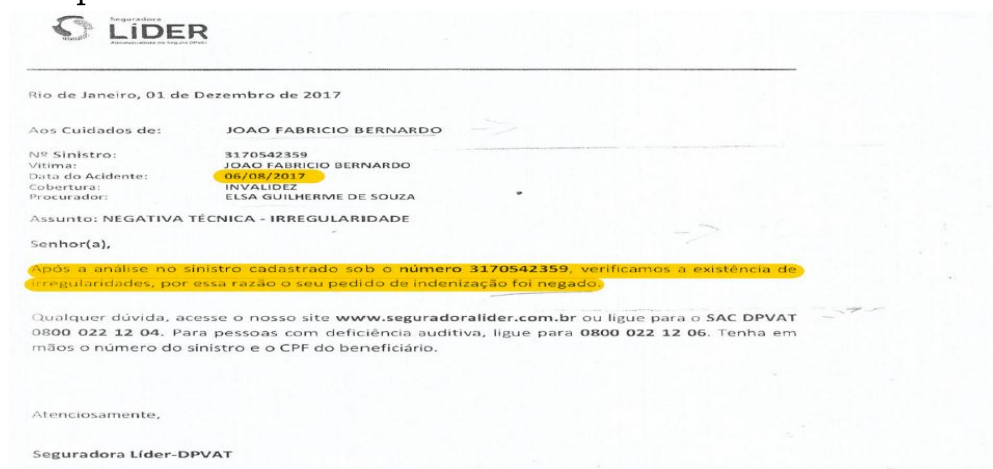 Seguradora
LíDER
Administradora do Seguro DPVAT
Rio de Janeiro, 01 de Dezembro de 2017
Aos Cuidados de: JOAO FABRICIO BERNARDO
Nº Sinistro: 3170542359
Vitima: JOAO FABRICIO BERNARDO
Data do Acidente: 06/08/2017
Cobertura: INVALIDEZ
Procurador: ELSA GUILHERME DE SOUZA
Assunto: NEGATIVA TÉCNICA - IRREGULARIDADE
Senhor(a),
Após a análise no sinistro cadastrado sob o número 3170542359, verificamos a existência de
irregularidades, por essa razão o seu pedido de indenização foi negado.
Qualquer dúvida, acesse o nosso site www.seguradoralider.com.br ou ligue para o SAC DPVAT
0800 022 12 04. Para pessoas com deficiência auditiva, ligue para 0800 022 12 06. Tenha em
mãos o número do sinistro e o CPF do beneficiário.
Atenciosamente,
Seguradora Líder-DPVAT